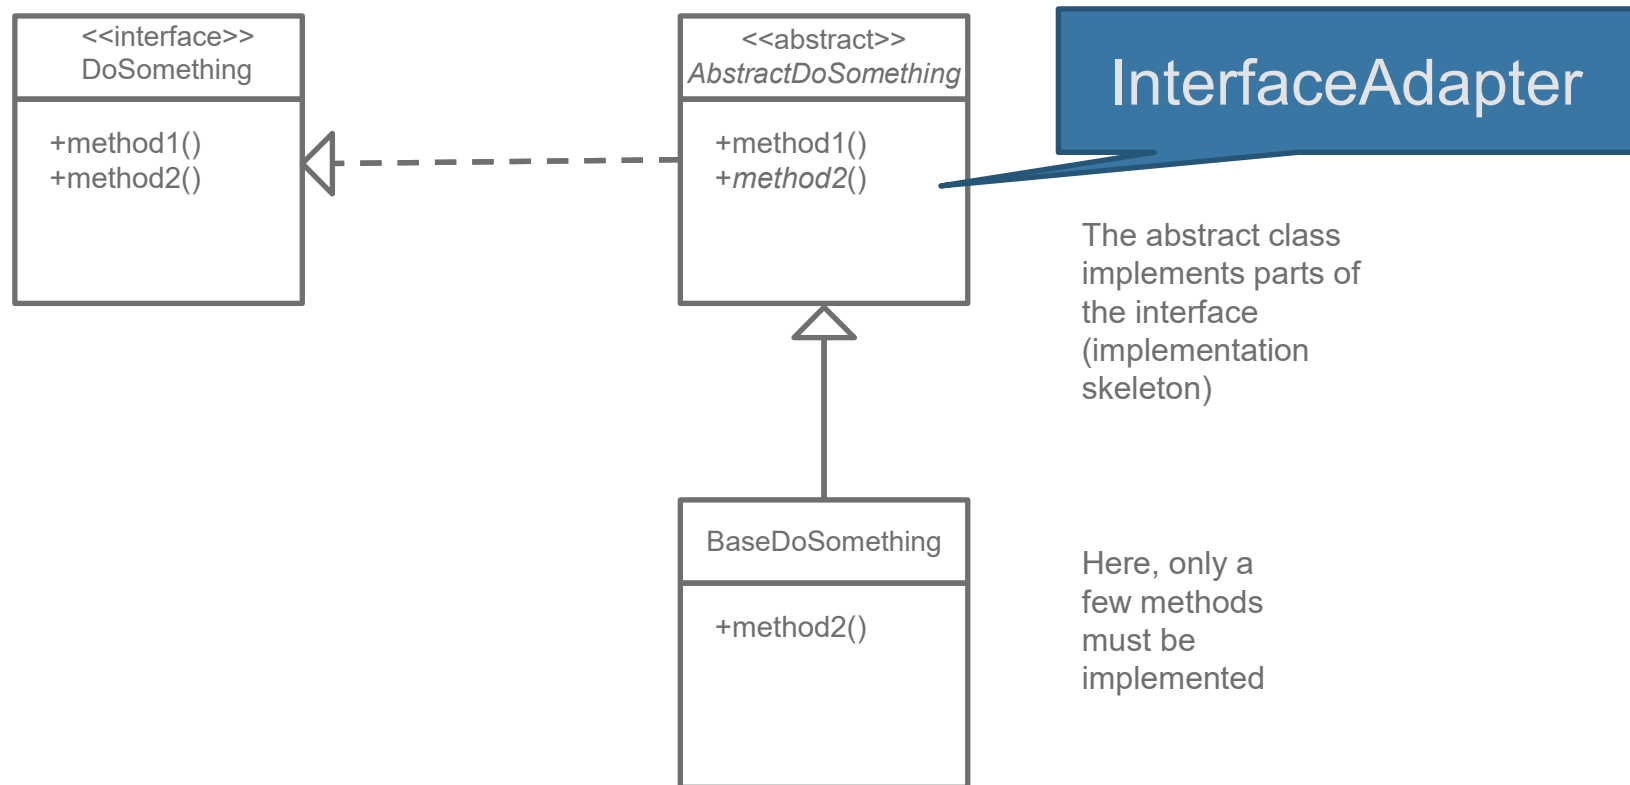 <<interface>>
DoSomething
+method1()
+method2()
<<abstract>>
AbstractDoSomething
+method1()
+method2()
InterfaceAdapter
The abstract class
implements parts of
the interface
(implementation
skeleton)
BaseDoSomething
+method2()
Here, only a
few methods
must be
implemented